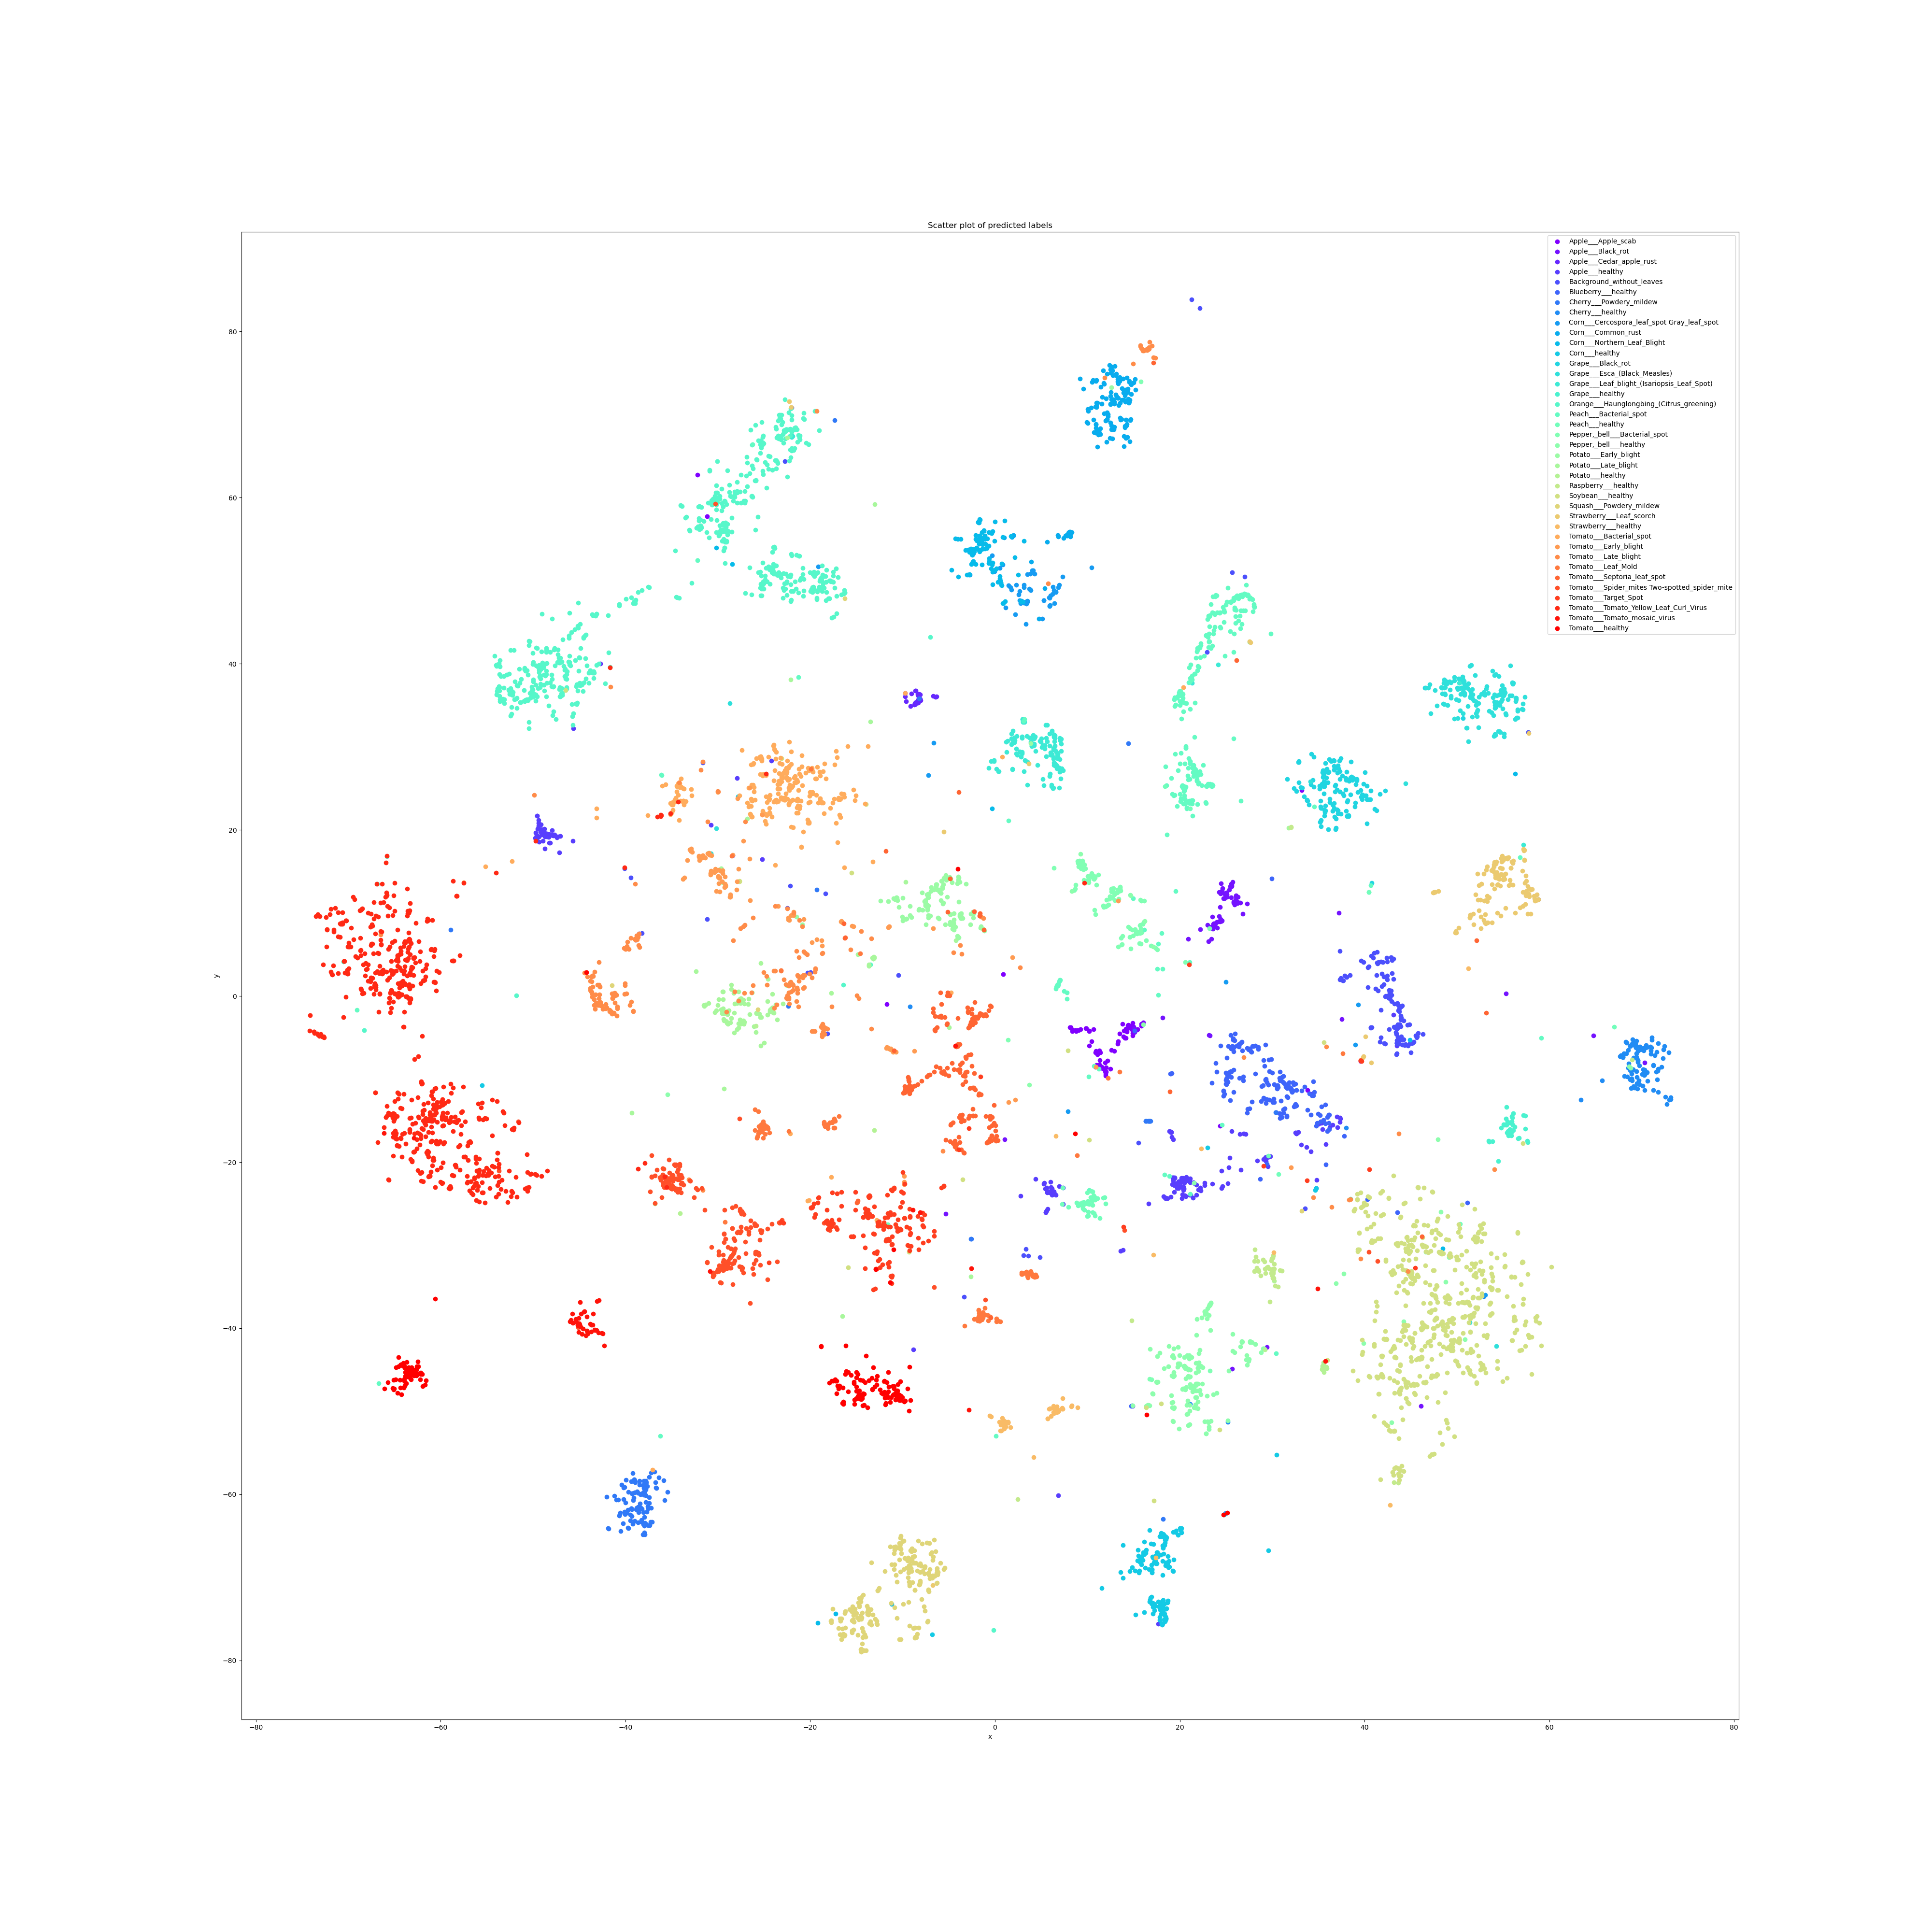 Scatter plot of predicted labels
Apple___Apple_scab
Apple___Black_rot
Apple___Cedar_apple_rust
Apple___healthy
Background_without_leaves
Blueberry___healthy
Cherry___Powdery_mildew
Cherry___healthy
Corn___Cercospora_leaf_spot Gray_leaf_spot
Corn___Common_rust
Corn___Northern_Leaf_Blight
Corn___healthy
Grape___Black_rot
Grape___Esca_(Black_Measles)
Grape___Leaf_blight_(Isariopsis_Leaf_Spot)
Grape___healthy
Orange___Haunglongbing_(Citrus_greening)
Peach___Bacterial_spot
Peach___healthy
Pepper,_bell___Bacterial_spot
Pepper,_bell___healthy
Potato___Early_blight
Potato___Late_blight
Potato___healthy
Raspberry___healthy
Soybean___healthy
Squash___Powdery_mildew
Strawberry___Leaf_scorch
Strawberry___healthy
Tomato___Bacterial_spot
Tomato___Early_blight
Tomato___Late_blight
Tomato___Leaf_Mold
Tomato___Septoria_leaf_spot
Tomato___Spider_mites Two-spotted_spider_mite
Tomato___Target_Spot
Tomato___Tomato_Yellow_Leaf_Curl_Virus
Tomato___Tomato_mosaic_virus
Tomato___healthy
80
60
40
20
0
−20
−40
−60
−80
y
−80 −60 −40 −20 0 20 40 60 80
x